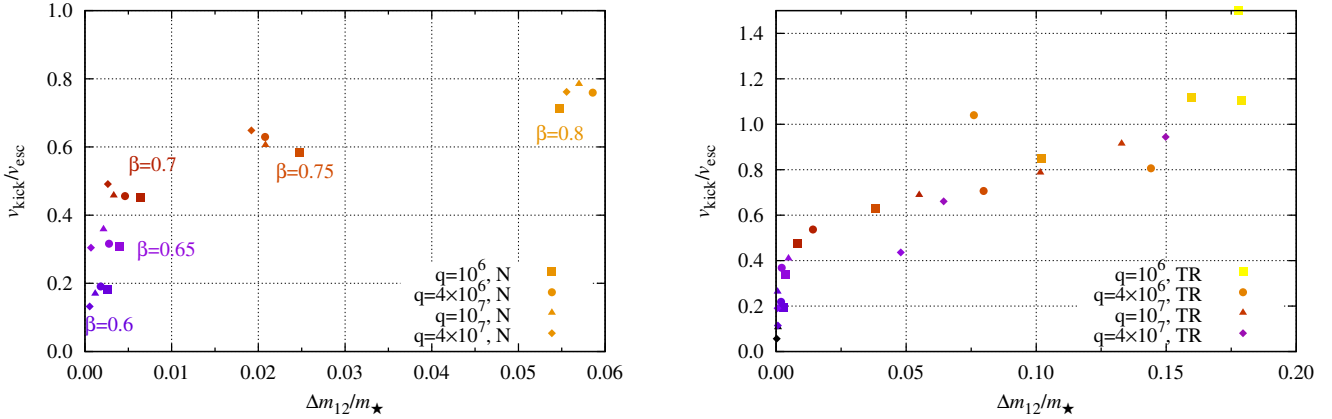 1.0
0.8
0.6
0.4
0.2
0.0
v_kick/v_esc
β=0.8
β=0.7
β=0.75
β=0.65
β=0.6
q=10^6, N
q=4×10^6, N
q=10^7, N
q=4×10^7, N
0.00 0.01 0.02 0.03 0.04 0.05 0.06
Δm_12/m_★
1.4
1.2
1.0
0.8
0.6
0.4
0.2
0.0
v_kick/v_esc
q=10^6, TR
q=4×10^6, TR
q=10^7, TR
q=4×10^7, TR
0.00 0.05 0.10 0.15 0.20
Δm_12/m_★